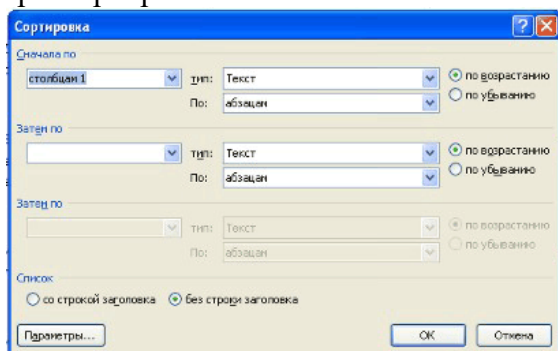 Сортировка
Сначала по
столбцам 1 тип: Текст по возрастанию
По: абзацам по убыванию
Затем по
тип: Текст по возрастанию
По: абзацам по убыванию
Затем по
тип: Текст по возрастанию
По: абзацам по убыванию
Список
со строкой заголовка без строки заголовка
Параметры... ОК Отмена